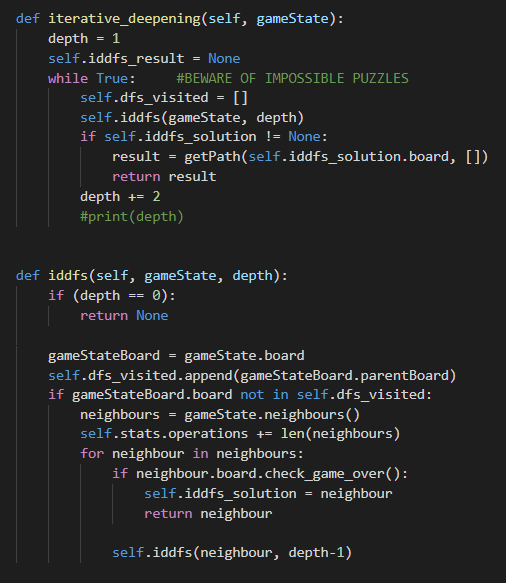 def iterative_deepening(self, gameState):
    depth = 1
    self.iddfs_result = None
    while True:     #BEWARE OF IMPOSSIBLE PUZZLES
        self.dfs_visited = []
        self.iddfs(gameState, depth)
        if self.iddfs_solution != None:
            result = getPath(self.iddfs_solution.board, [])
            return result
        depth += 2
        #print(depth)
def iddfs(self, gameState, depth):
    if (depth == 0):
        return None
    gameStateBoard = gameState.board
    self.dfs_visited.append(gameStateBoard.parentBoard)
    if gameStateBoard.board not in self.dfs_visited:
        neighbours = gameState.neighbours()
        self.stats.operations += len(neighbours)
        for neighbour in neighbours:
            if neighbour.board.check_game_over():
                self.iddfs_solution = neighbour
                return neighbour
            self.iddfs(neighbour, depth-1)